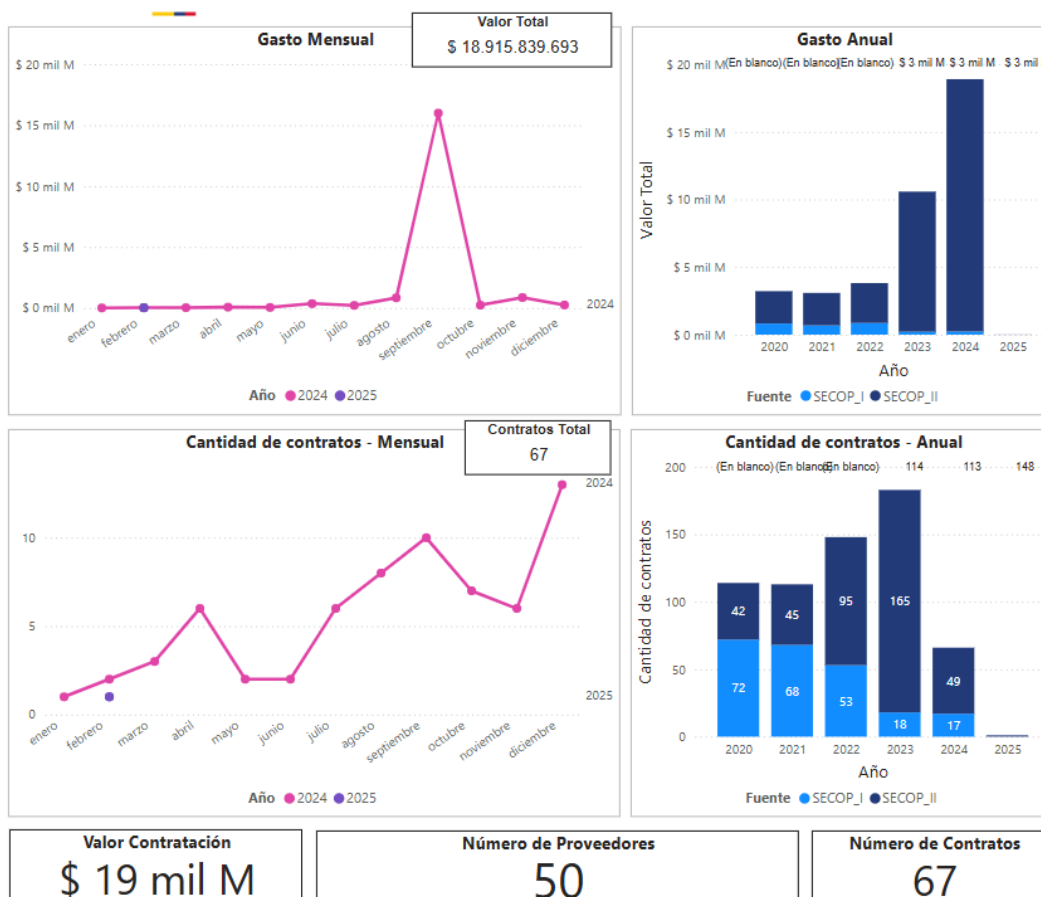 Gasto Mensual
Valor Total
$ 18.915.839.693
$ 20 mil M
$ 15 mil M
$ 10 mil M
$ 5 mil M
$ 0 mil M
2024
enero
febrero
marzo
abril
mayo
junio
julio
agosto
septiembre
octubre
noviembre
diciembre
Año 2024 2025
Gasto Anual
(En blanco) (En blanco) (En blanco) $ 3 mil M $ 3 mil M $ 3 mil
$ 20 mil M
$ 15 mil M
$ 10 mil M
$ 5 mil M
$ 0 mil M
Valor Total
2020 2021 2022 2023 2024 2025
Año
Fuente SECOP_I SECOP_II
Cantidad de contratos - Mensual
Contratos Total
67
2024
10
5
0
2025
enero
febrero
marzo
abril
mayo
junio
julio
agosto
septiembre
octubre
noviembre
diciembre
Año 2024 2025
Cantidad de contratos - Anual
(En blanco) (En blanco) (En blanco) 114 113 148
200
150
100
50
0
Cantidad de contratos
42 45 95 165 49
72 68 53 18 17
2020 2021 2022 2023 2024 2025
Año
Fuente SECOP_I SECOP_II
Valor Contratación
$ 19 mil M
Número de Proveedores
50
Número de Contratos
67